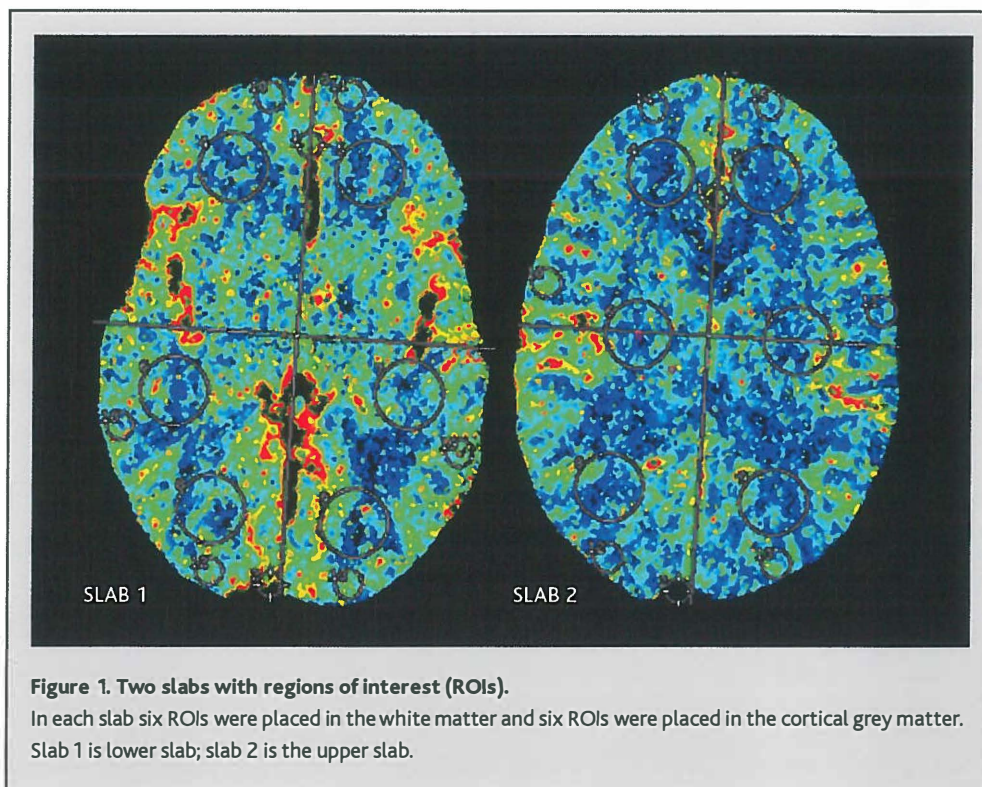 SLAB 1
SLAB 2
Figure 1. Two slabs with regions of interest (ROIs).
In each slab six ROIs were placed in the white matter and six ROIs were placed in the cortical grey matter.
Slab 1 is lower slab; slab 2 is the upper slab.